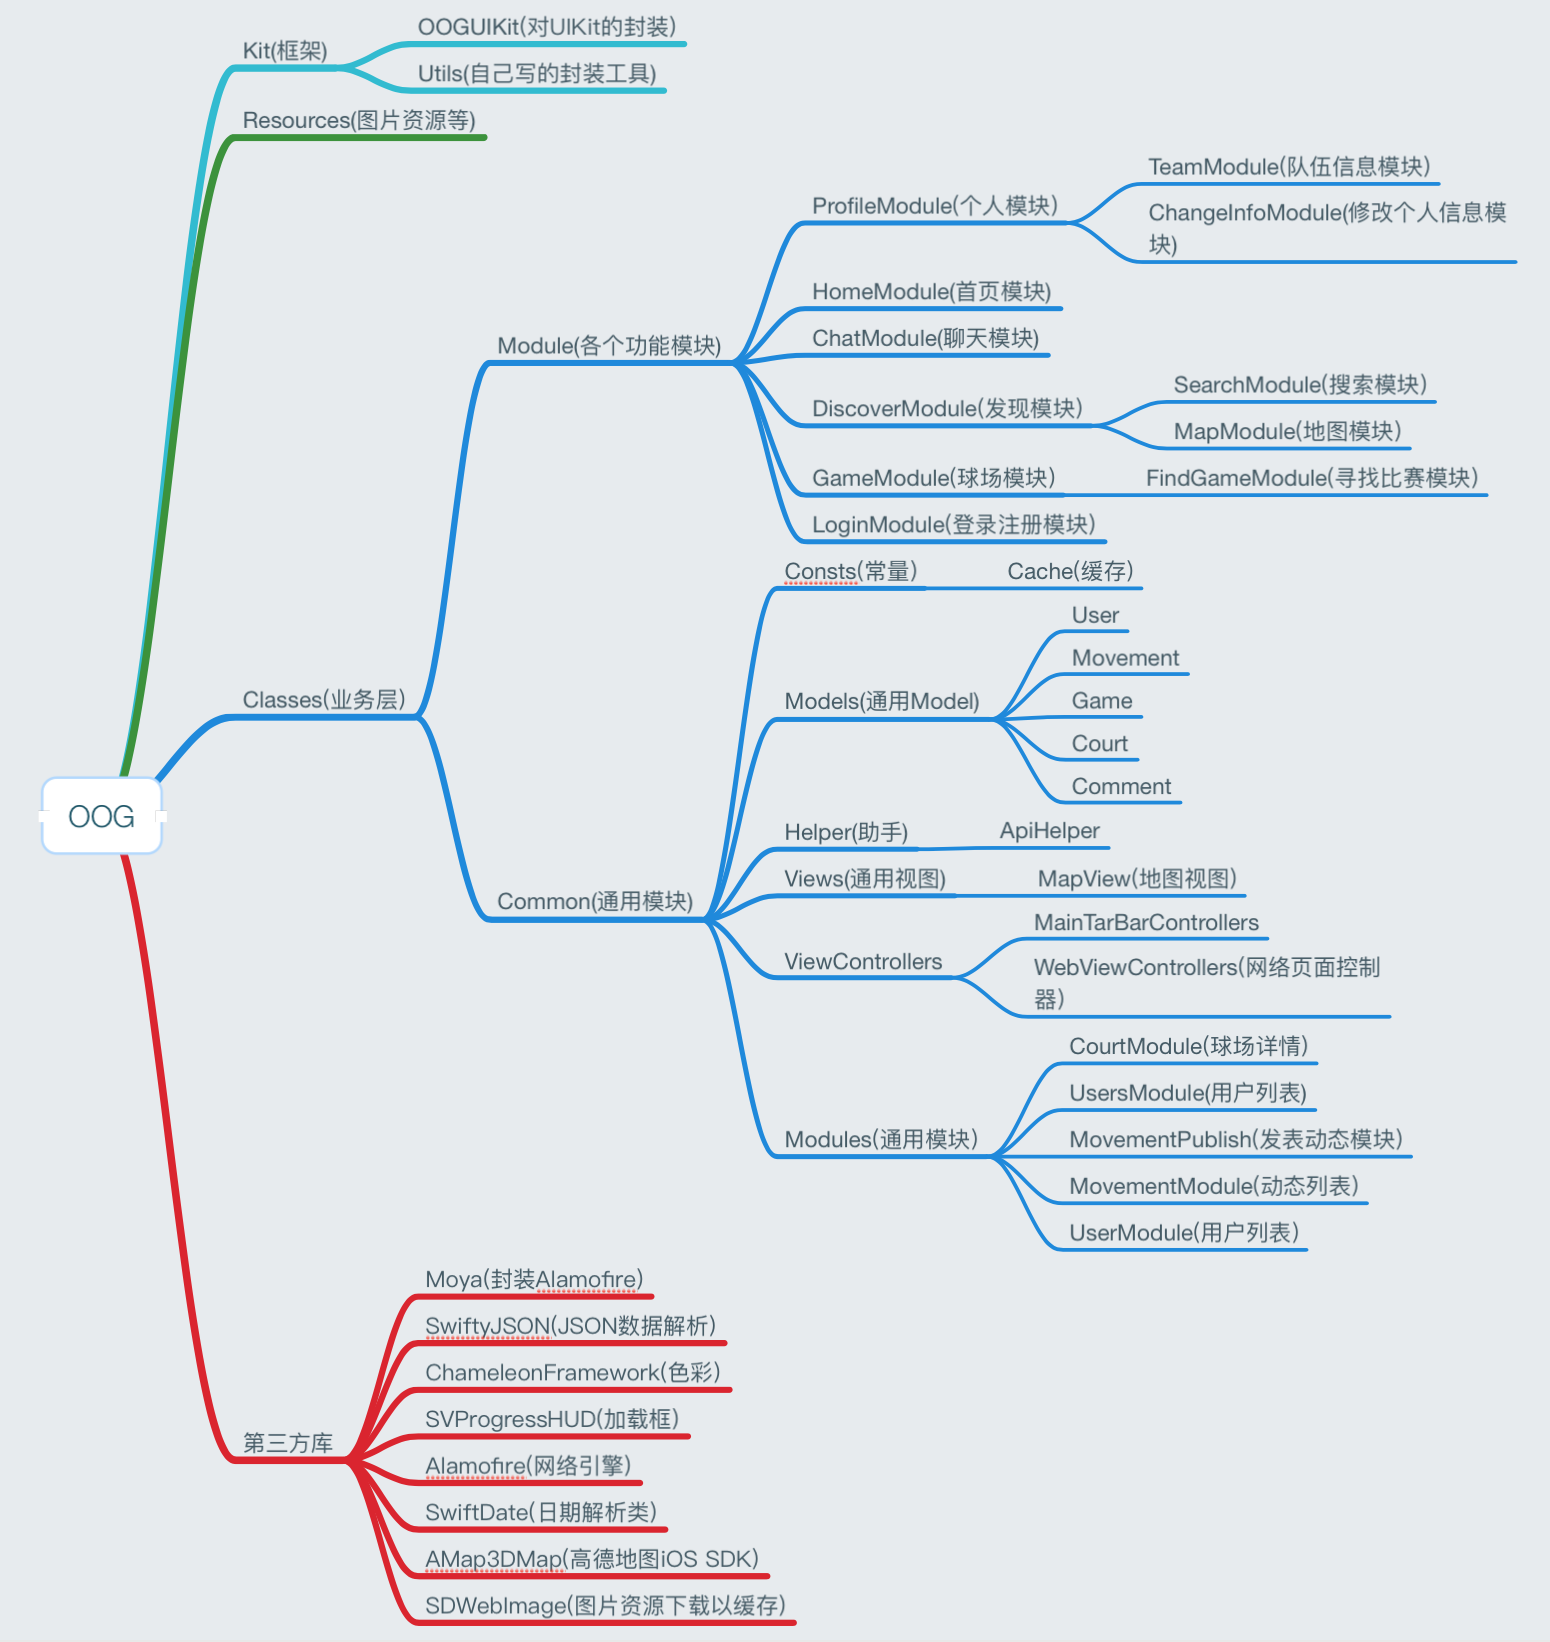 OOG
Kit(框架)
OOGUIKit(对UIKit的封装)
Utils(自己写的封装工具)
Resources(图片资源等)
Classes(业务层)
Module(各个功能模块)
ProfileModule(个人模块)
TeamModule(队伍信息模块)
ChangeInfoModule(修改个人信息模
块)
HomeModule(首页模块)
ChatModule(聊天模块)
DiscoverModule(发现模块)
SearchModule(搜索模块)
MapModule(地图模块)
GameModule(球场模块)
FindGameModule(寻找比赛模块)
LoginModule(登录注册模块)
Common(通用模块)
Consts(常量)
Cache(缓存)
Models(通用Model)
User
Movement
Game
Court
Comment
Helper(助手)
ApiHelper
Views(通用视图)
MapView(地图视图)
ViewControllers
MainTarBarControllers
WebViewControllers(网络页面控制
器)
Modules(通用模块)
CourtModule(球场详情)
UsersModule(用户列表)
MovementPublish(发表动态模块)
MovementModule(动态列表)
UserModule(用户列表)
第三方库
Moya(封装Alamofire)
SwiftyJSON(JSON数据解析)
ChameleonFramework(色彩)
SVProgressHUD(加载框)
Alamofire(网络引擎)
SwiftDate(日期解析类)
AMap3DMap(高德地图iOS SDK)
SDWebImage(图片资源下载以缓存)